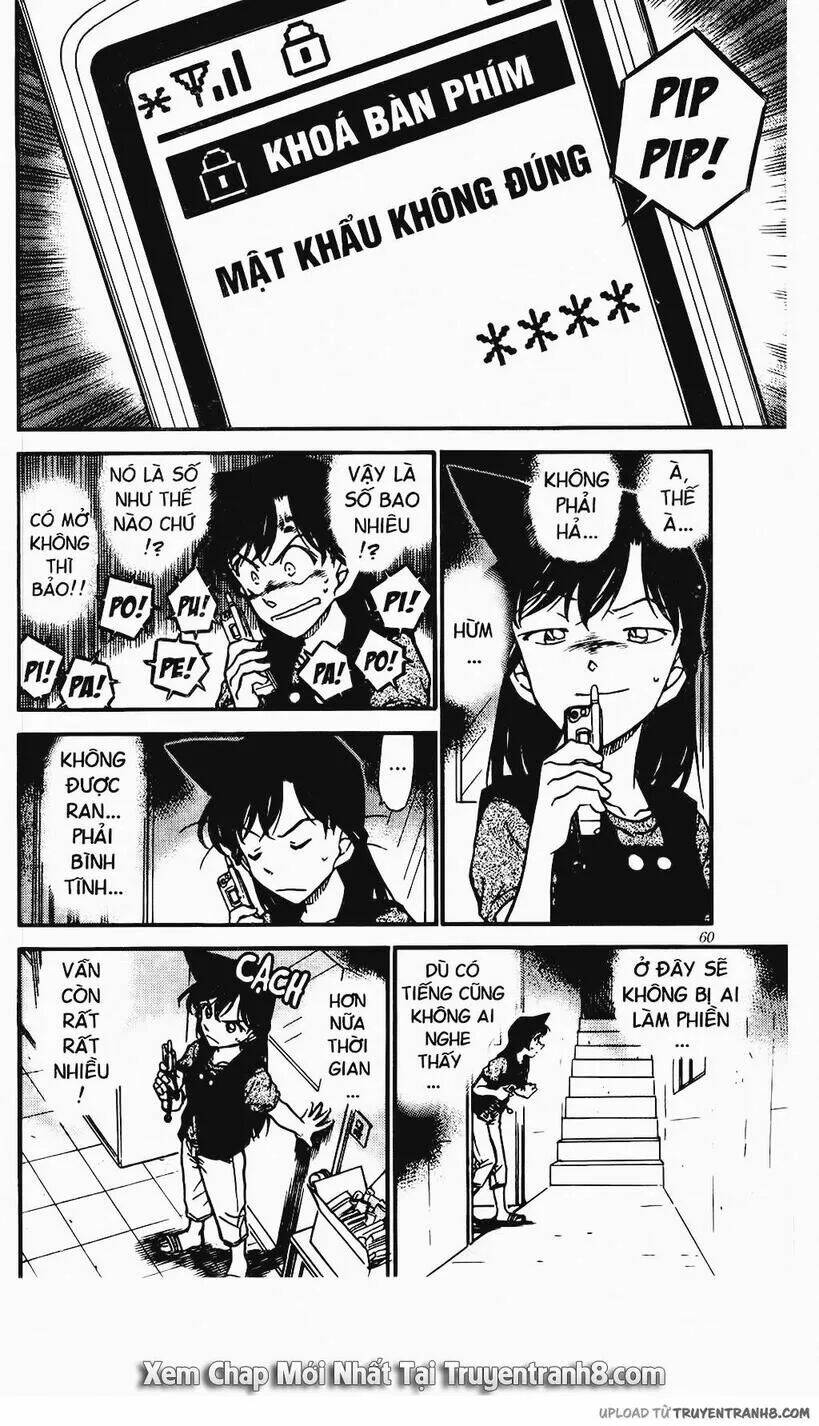 PIP
PIP!
KHOÁ BÀN PHÍM
MẬT KHẨU KHÔNG ĐÚNG
****
À,
THẾ
À...
KHÔNG
PHẢI
HẢ...
HỪM
...
VẬY LÀ
SỐ BAO
NHIÊU
!?
NÓ LÀ SỐ
NHƯ THẾ
NÀO CHỨ
!?
CÓ MỞ
KHÔNG
THÌ
BẢO!!
PI!
PO!
PA!
PU!
PE!
PO!
PA!
PI!
...
KHÔNG
ĐƯỢC
RAN...
PHẢI
BÌNH
TĨNH...
60
Ở ĐÂY SẼ
KHÔNG BỊ AI
LÀM PHIỀN
...
DÙ CÓ
TIẾNG CŨNG
KHÔNG AI
NGHE
THẤY
...
CẠCH
HƠN
NỮA
THỜI
GIAN
...
VẪN
CÒN
RẤT
RẤT
NHIỀU
!
Xem Chap Mới Nhất Tại Truyentranh8.com
UPLOAD TỪ TRUYENTRANH8.COM